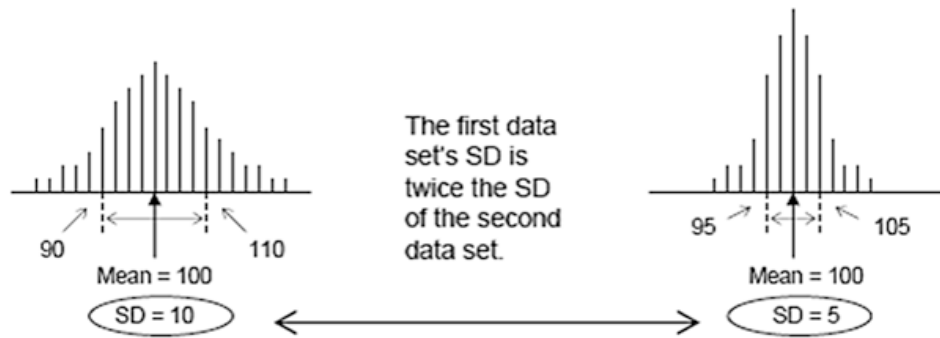 The first data
set's SD is
twice the SD
of the second
data set.
90
110
Mean = 100
SD = 10
95
105
Mean = 100
SD = 5